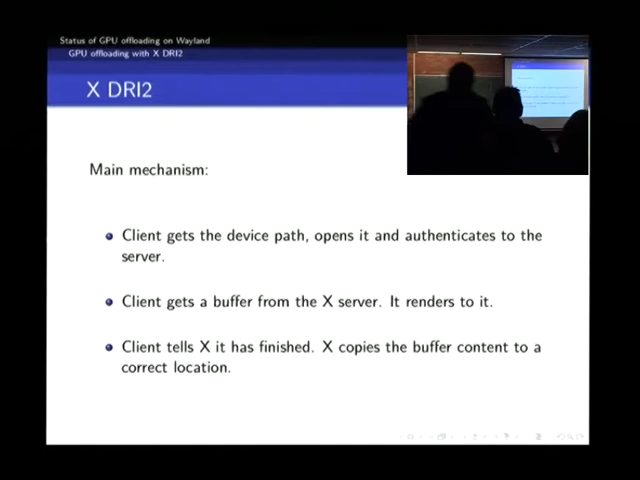 Status of GPU offloading on Wayland
GPU offloading with X DRI2
X DRI2
Main mechanism:
Client gets the device path, opens it and authenticates to the
server.
Client gets a buffer from the X server. It renders to it.
Client tells X it has finished. X copies the buffer content to a
correct location.